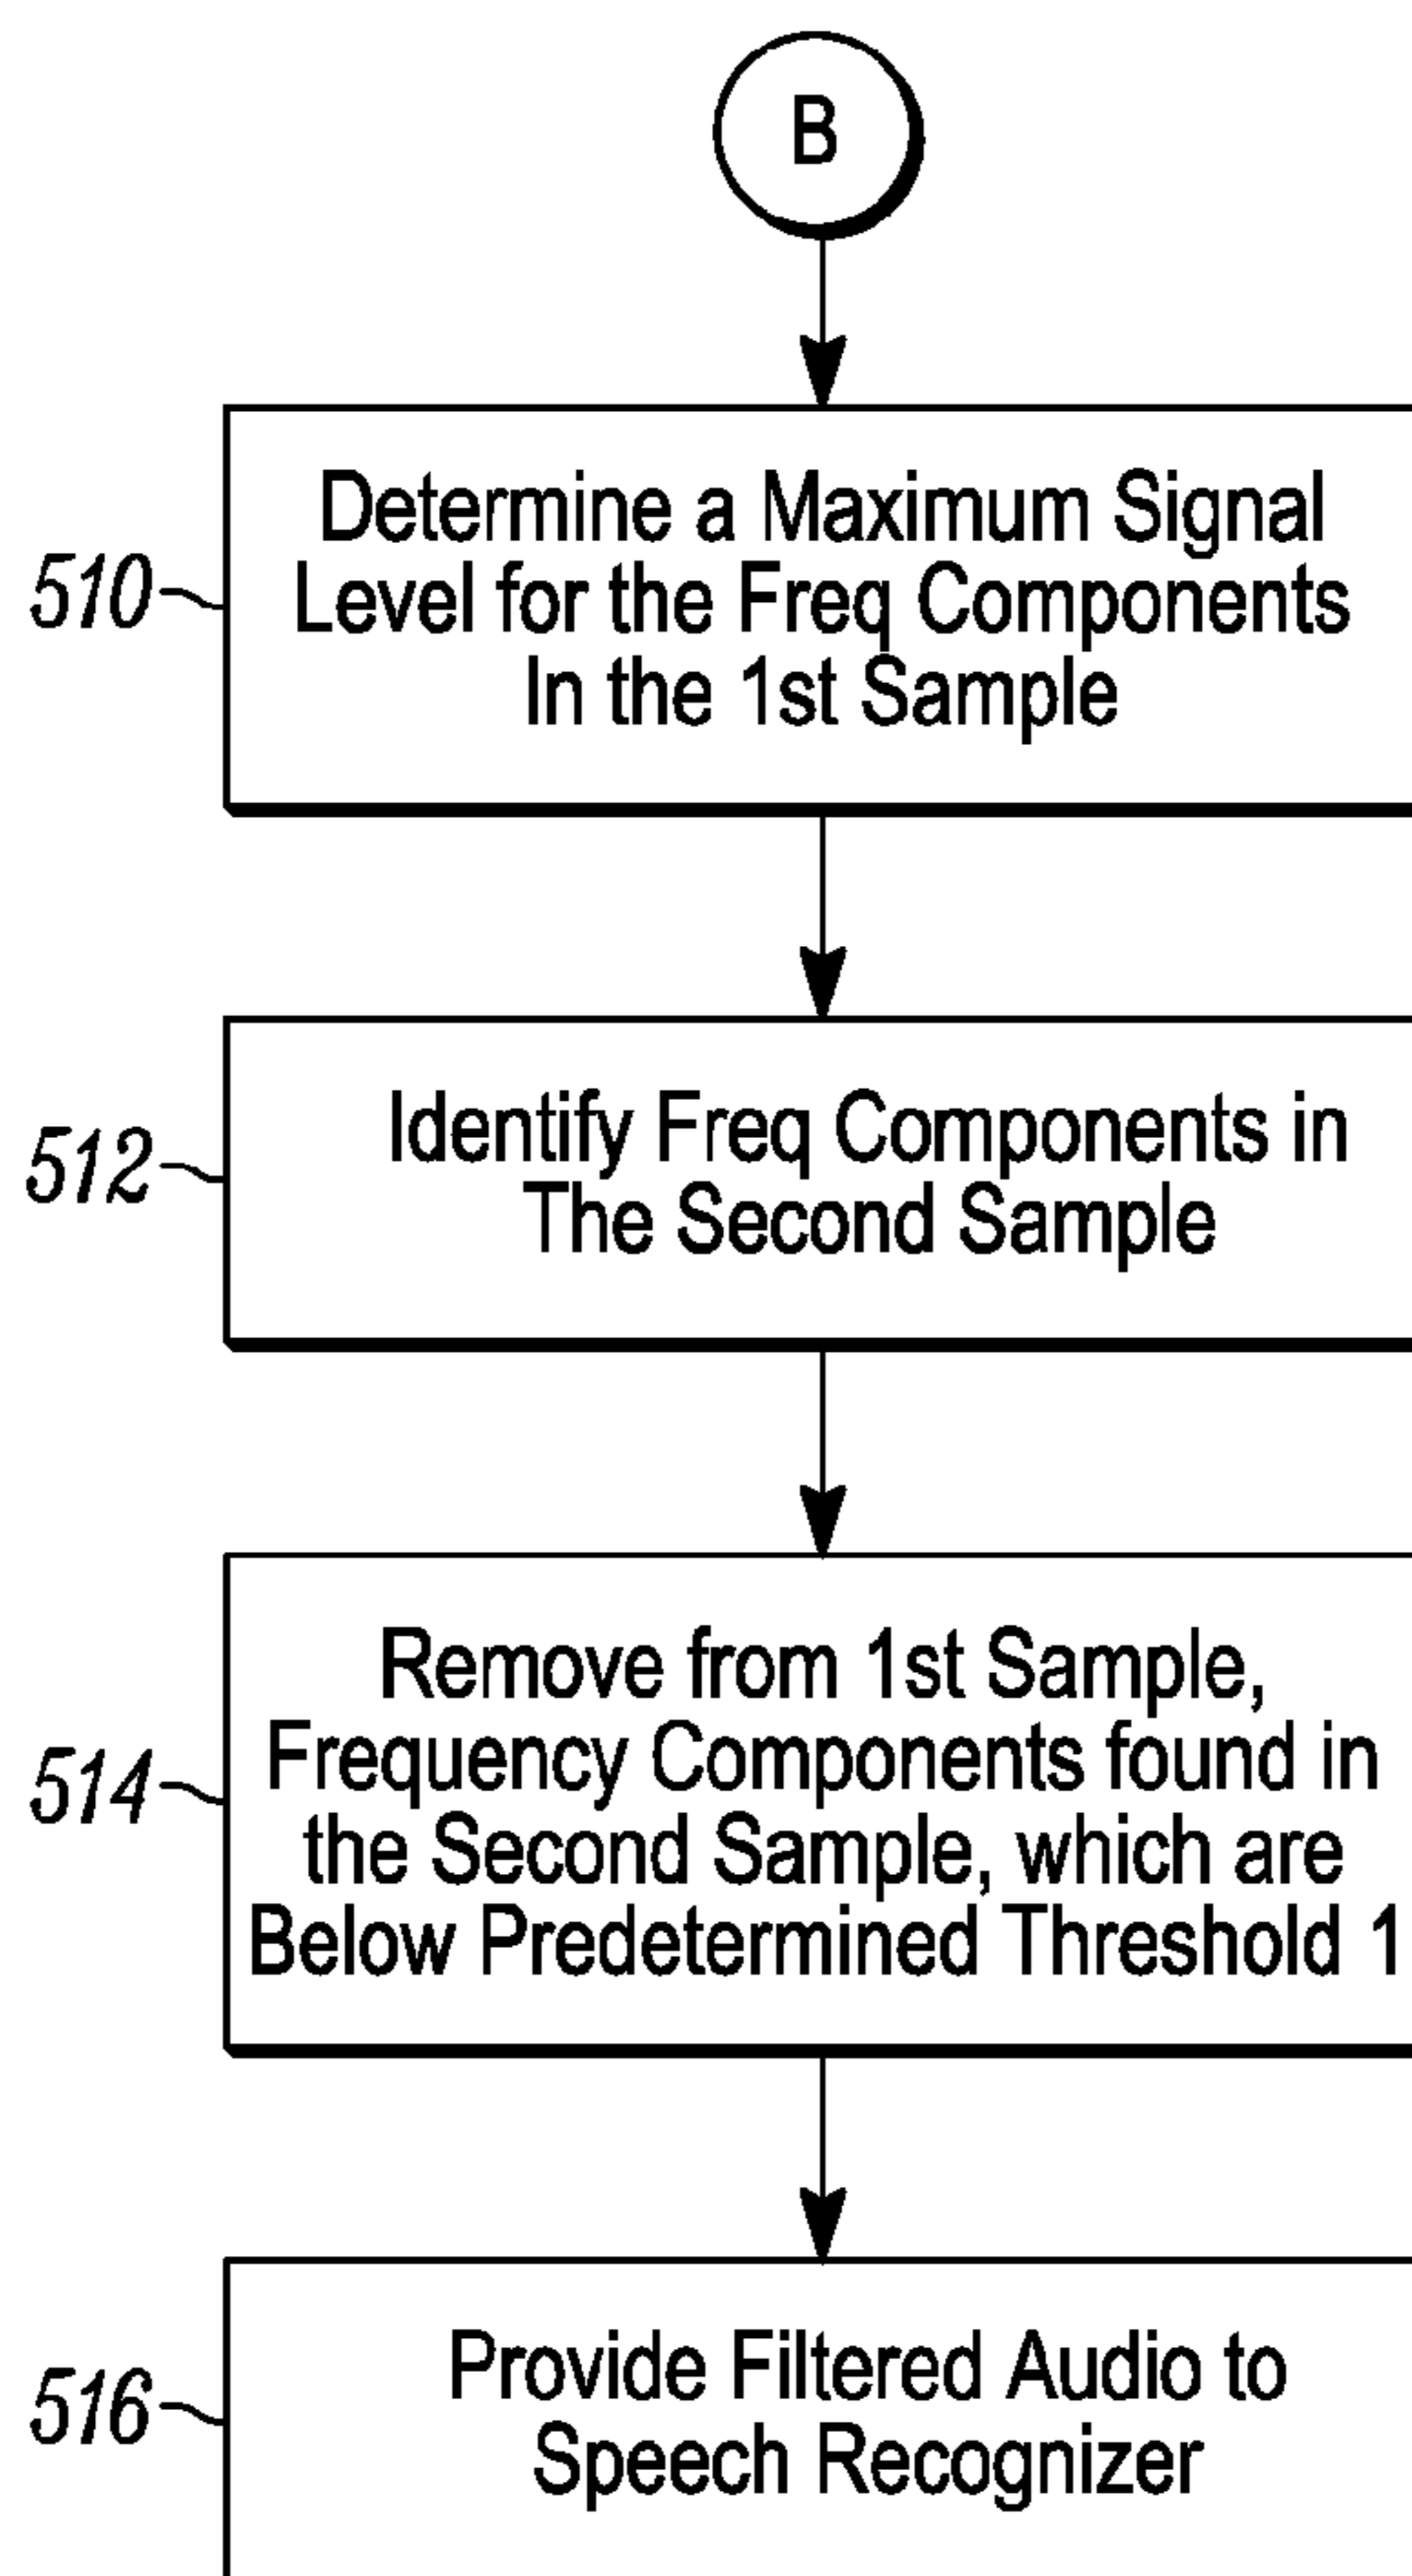 B
510
Determine a Maximum Signal
Level for the Freq Components
In the 1st Sample
512
Identify Freq Components in
The Second Sample
514
Remove from 1st Sample,
Frequency Components found in
the Second Sample, which are
Below Predetermined Threshold 1
516
Provide Filtered Audio to
Speech Recognizer